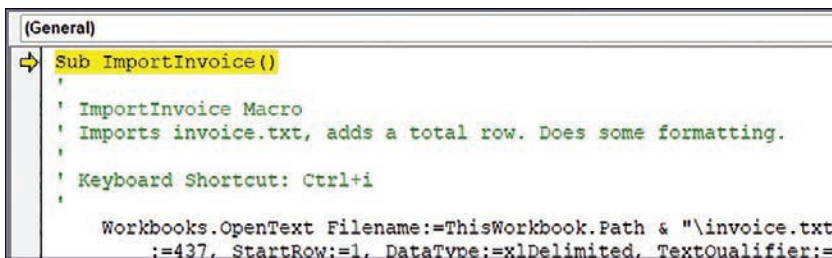 (General)
Sub ImportInvoice()
'
' ImportInvoice Macro
' Imports invoice.txt, adds a total row. Does some formatting.
'
' Keyboard Shortcut: Ctrl+i
'
Workbooks.OpenText Filename:=ThisWorkbook.Path & "\invoice.txt
:=437, StartRow:=1, DataType:=xlDelimited, TextQualifier:=